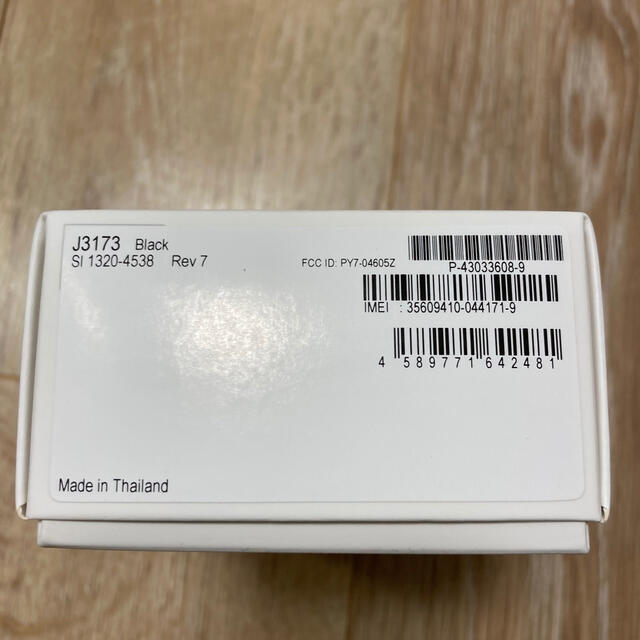 J3173 Black
SI 1320-4538 Rev 7
FCC ID: PY7-04605Z
P-43033608-9
IMEI : 35609410-044171-9
4 589771 642481
Made in Thailand